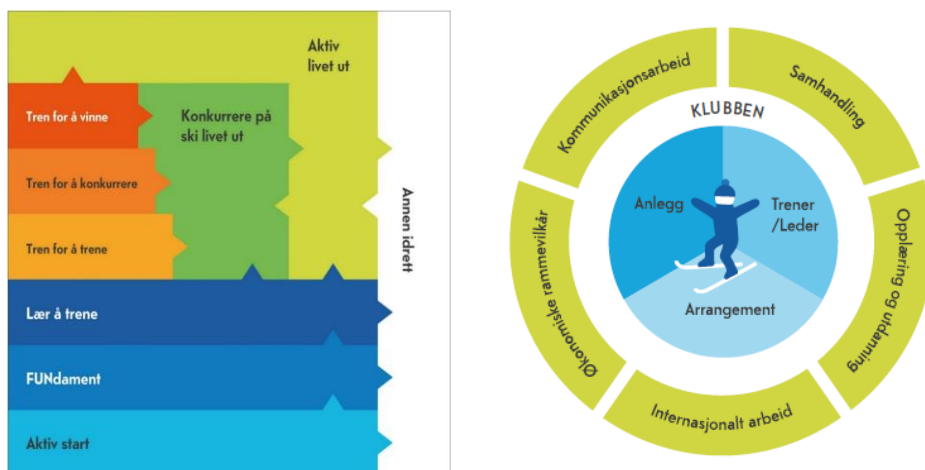 Aktiv
livet ut
Tren for å vinne
Konkurrere på
ski livet ut
Tren for å konkurrere
Tren for å trene
Annen idrett
Lær å trene
FUNdament
Aktiv start
Kommunikasjonsarbeid
Samhandling
KLUBBEN
Anlegg
Trener
/Leder
Arrangement
Økonomiske rammevilkår
Opplæring og utdanning
Internasjonalt arbeid